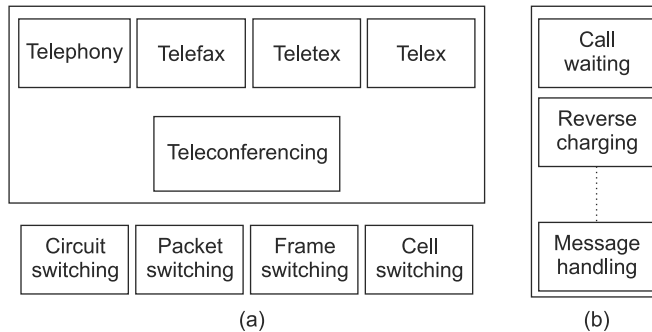 Telephony Telefax Teletex Telex
Teleconferencing
Circuit switching
Packet switching
Frame switching
Cell switching
(a)
Call
waiting
Reverse
charging
Message
handling
(b)